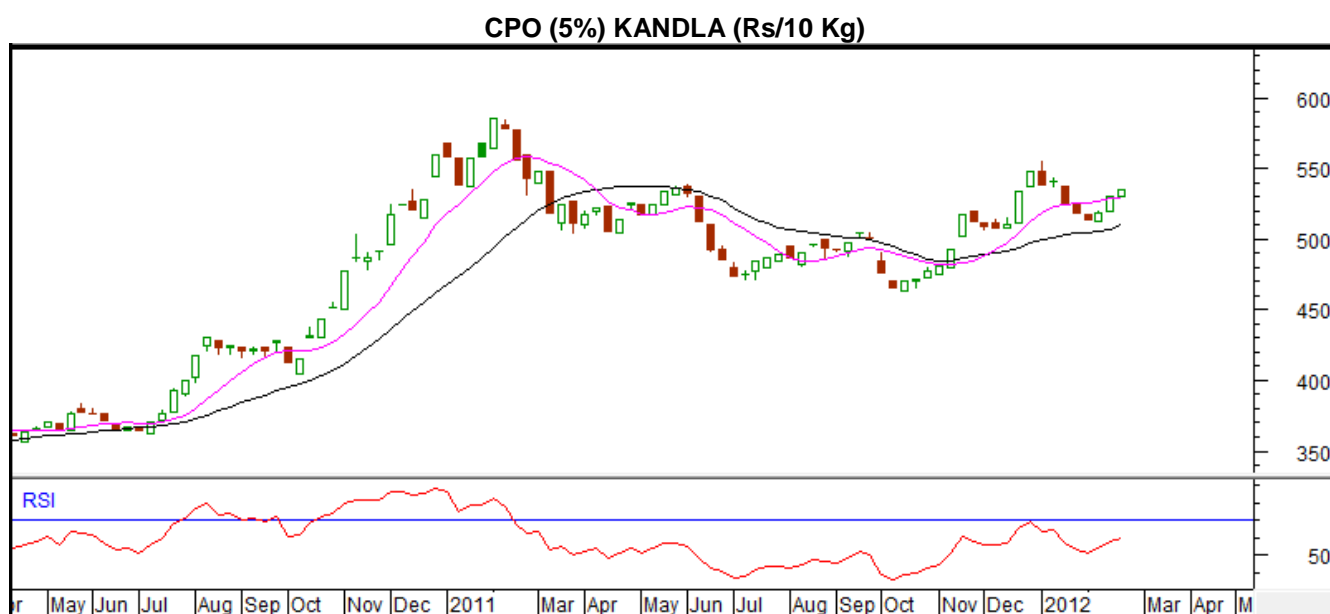 CPO (5%) KANDLA (Rs/10 Kg)
600
550
500
450
400
350
RSI
50
or May Jun Jul Aug Sep Oct Nov Dec 2011 Mar Apr May Jun Jul Aug Sep Oct Nov Dec 2012 Mar Apr M